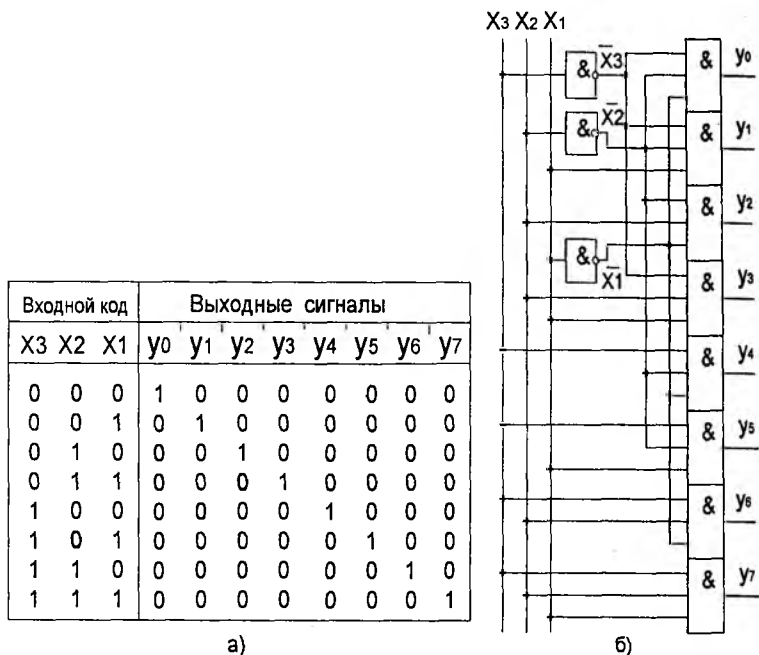 X3 X2 X1
& X̅3 & y0
& X̅2 & y1
& y2
& X̅1 & y3
& y4
& y5
& y6
& y7
Входной код Выходные сигналы
X3 X2 X1 y0 y1 y2 y3 y4 y5 y6 y7
0 0 0 1 0 0 0 0 0 0 0
0 0 1 0 1 0 0 0 0 0 0
0 1 0 0 0 1 0 0 0 0 0
0 1 1 0 0 0 1 0 0 0 0
1 0 0 0 0 0 0 1 0 0 0
1 0 1 0 0 0 0 0 1 0 0
1 1 0 0 0 0 0 0 0 1 0
1 1 1 0 0 0 0 0 0 0 1
а) б)